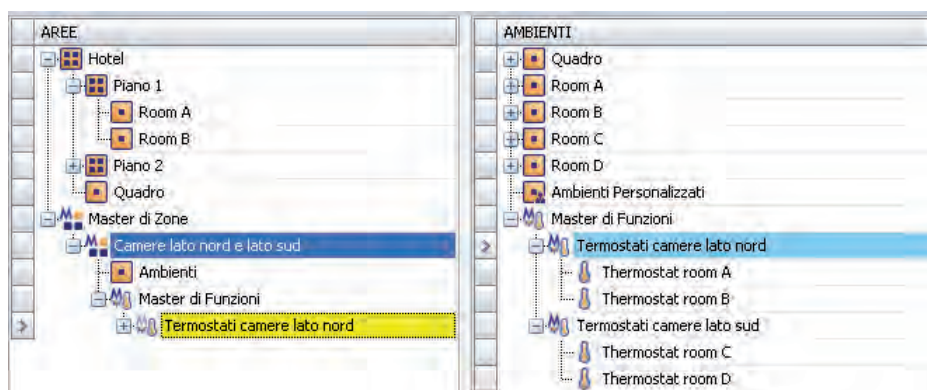 AREE
Hotel
Piano 1
Room A
Room B
Piano 2
Quadro
Master di Zone
Camere lato nord e lato sud
Ambienti
Master di Funzioni
Termostati camere lato nord
AMBIENTI
Quadro
Room A
Room B
Room C
Room D
Ambienti Personalizzati
Master di Funzioni
Termostati camere lato nord
Thermostat room A
Thermostat room B
Termostati camere lato sud
Thermostat room C
Thermostat room D